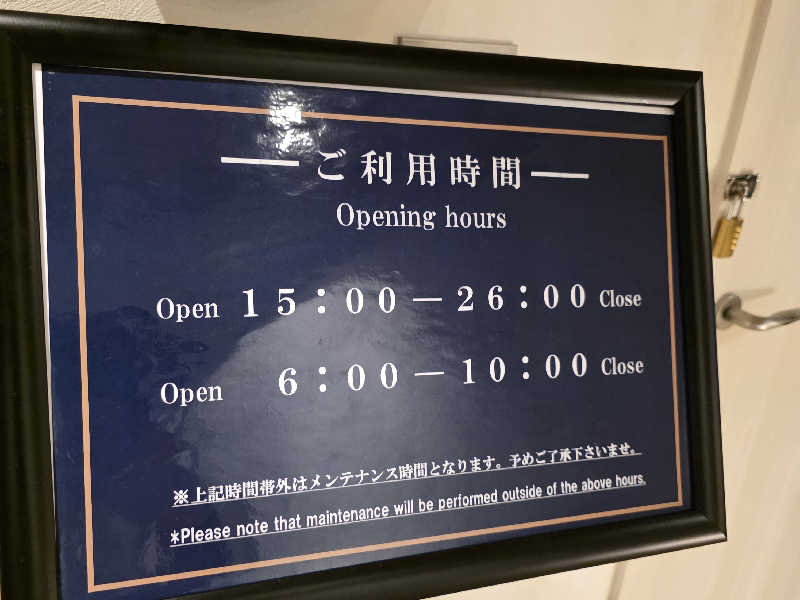 ご利用時間
Opening hours
Open 15:00－26:00 Close
Open 6:00－10:00 Close
※上記時間帯外はメンテナンス時間となります。予めご了承下さいませ。
*Please note that maintenance will be performed outside of the above hours.